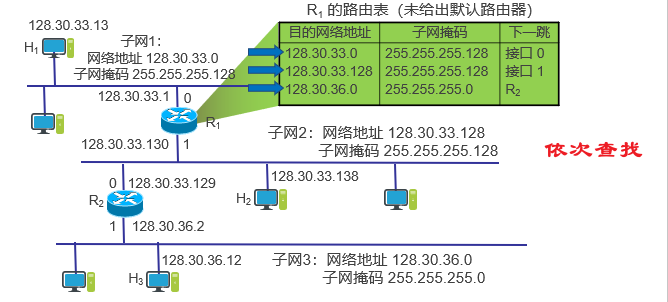 R1 的路由表（未给出默认路由器）
目的网络地址 子网掩码 下一跳
128.30.33.0 255.255.255.128 接口 0
128.30.33.128 255.255.255.128 接口 1
128.30.36.0 255.255.255.0 R2
128.30.33.13
H1
子网1：
网络地址 128.30.33.0
子网掩码 255.255.255.128
128.30.33.1 0
R1
128.30.33.130 1
子网2：网络地址 128.30.33.128
子网掩码 255.255.255.128
依次查找
0 128.30.33.129
128.30.33.138
R2
H2
1 128.30.36.2
128.30.36.12
H3
子网3：网络地址 128.30.36.0
子网掩码 255.255.255.0